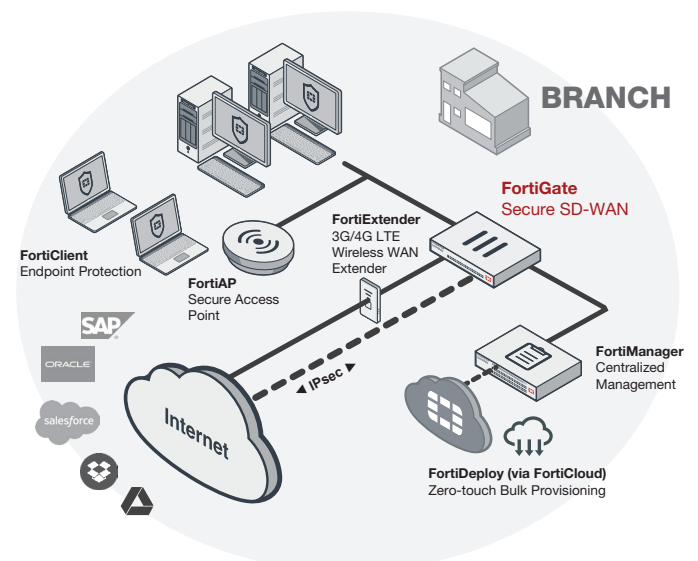 BRANCH
FortiGate
Secure SD-WAN
FortiExtender
3G/4G LTE
Wireless WAN
Extender
FortiClient
Endpoint Protection
FortiAP
Secure Access
Point
SAP
ORACLE
salesforce
Internet
◄ IPsec ►
FortiManager
Centralized
Management
FortiDeploy (via FortiCloud)
Zero-touch Bulk Provisioning